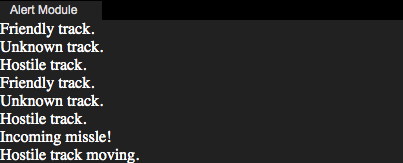 Alert Module
Friendly track.
Unknown track.
Hostile track.
Friendly track.
Unknown track.
Hostile track.
Incoming missle!
Hostile track moving.